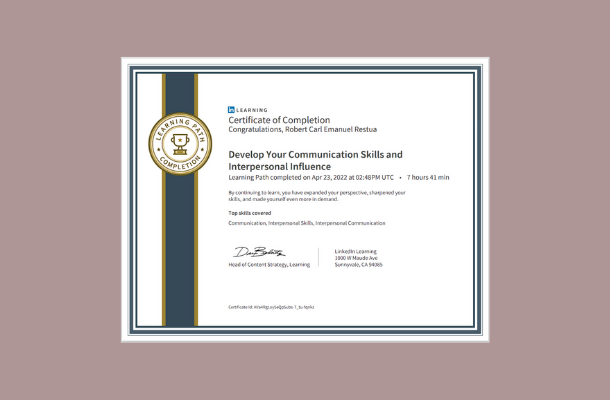 LEARNING PATH
COMPLETION
in LEARNING
Certificate of Completion
Congratulations, Robert Carl Emanuel Restua
Develop Your Communication Skills and
Interpersonal Influence
Learning Path completed on Apr 23, 2022 at 02:48PM UTC • 7 hours 41 min
By continuing to learn, you have expanded your perspective, sharpened your
skills, and made yourself even more in demand.
Top skills covered
Communication, Interpersonal Skills, Interpersonal Communication
Head of Content Strategy, Learning
LinkedIn Learning
1000 W Maude Ave
Sunnyvale, CA 94085
Certificate Id: